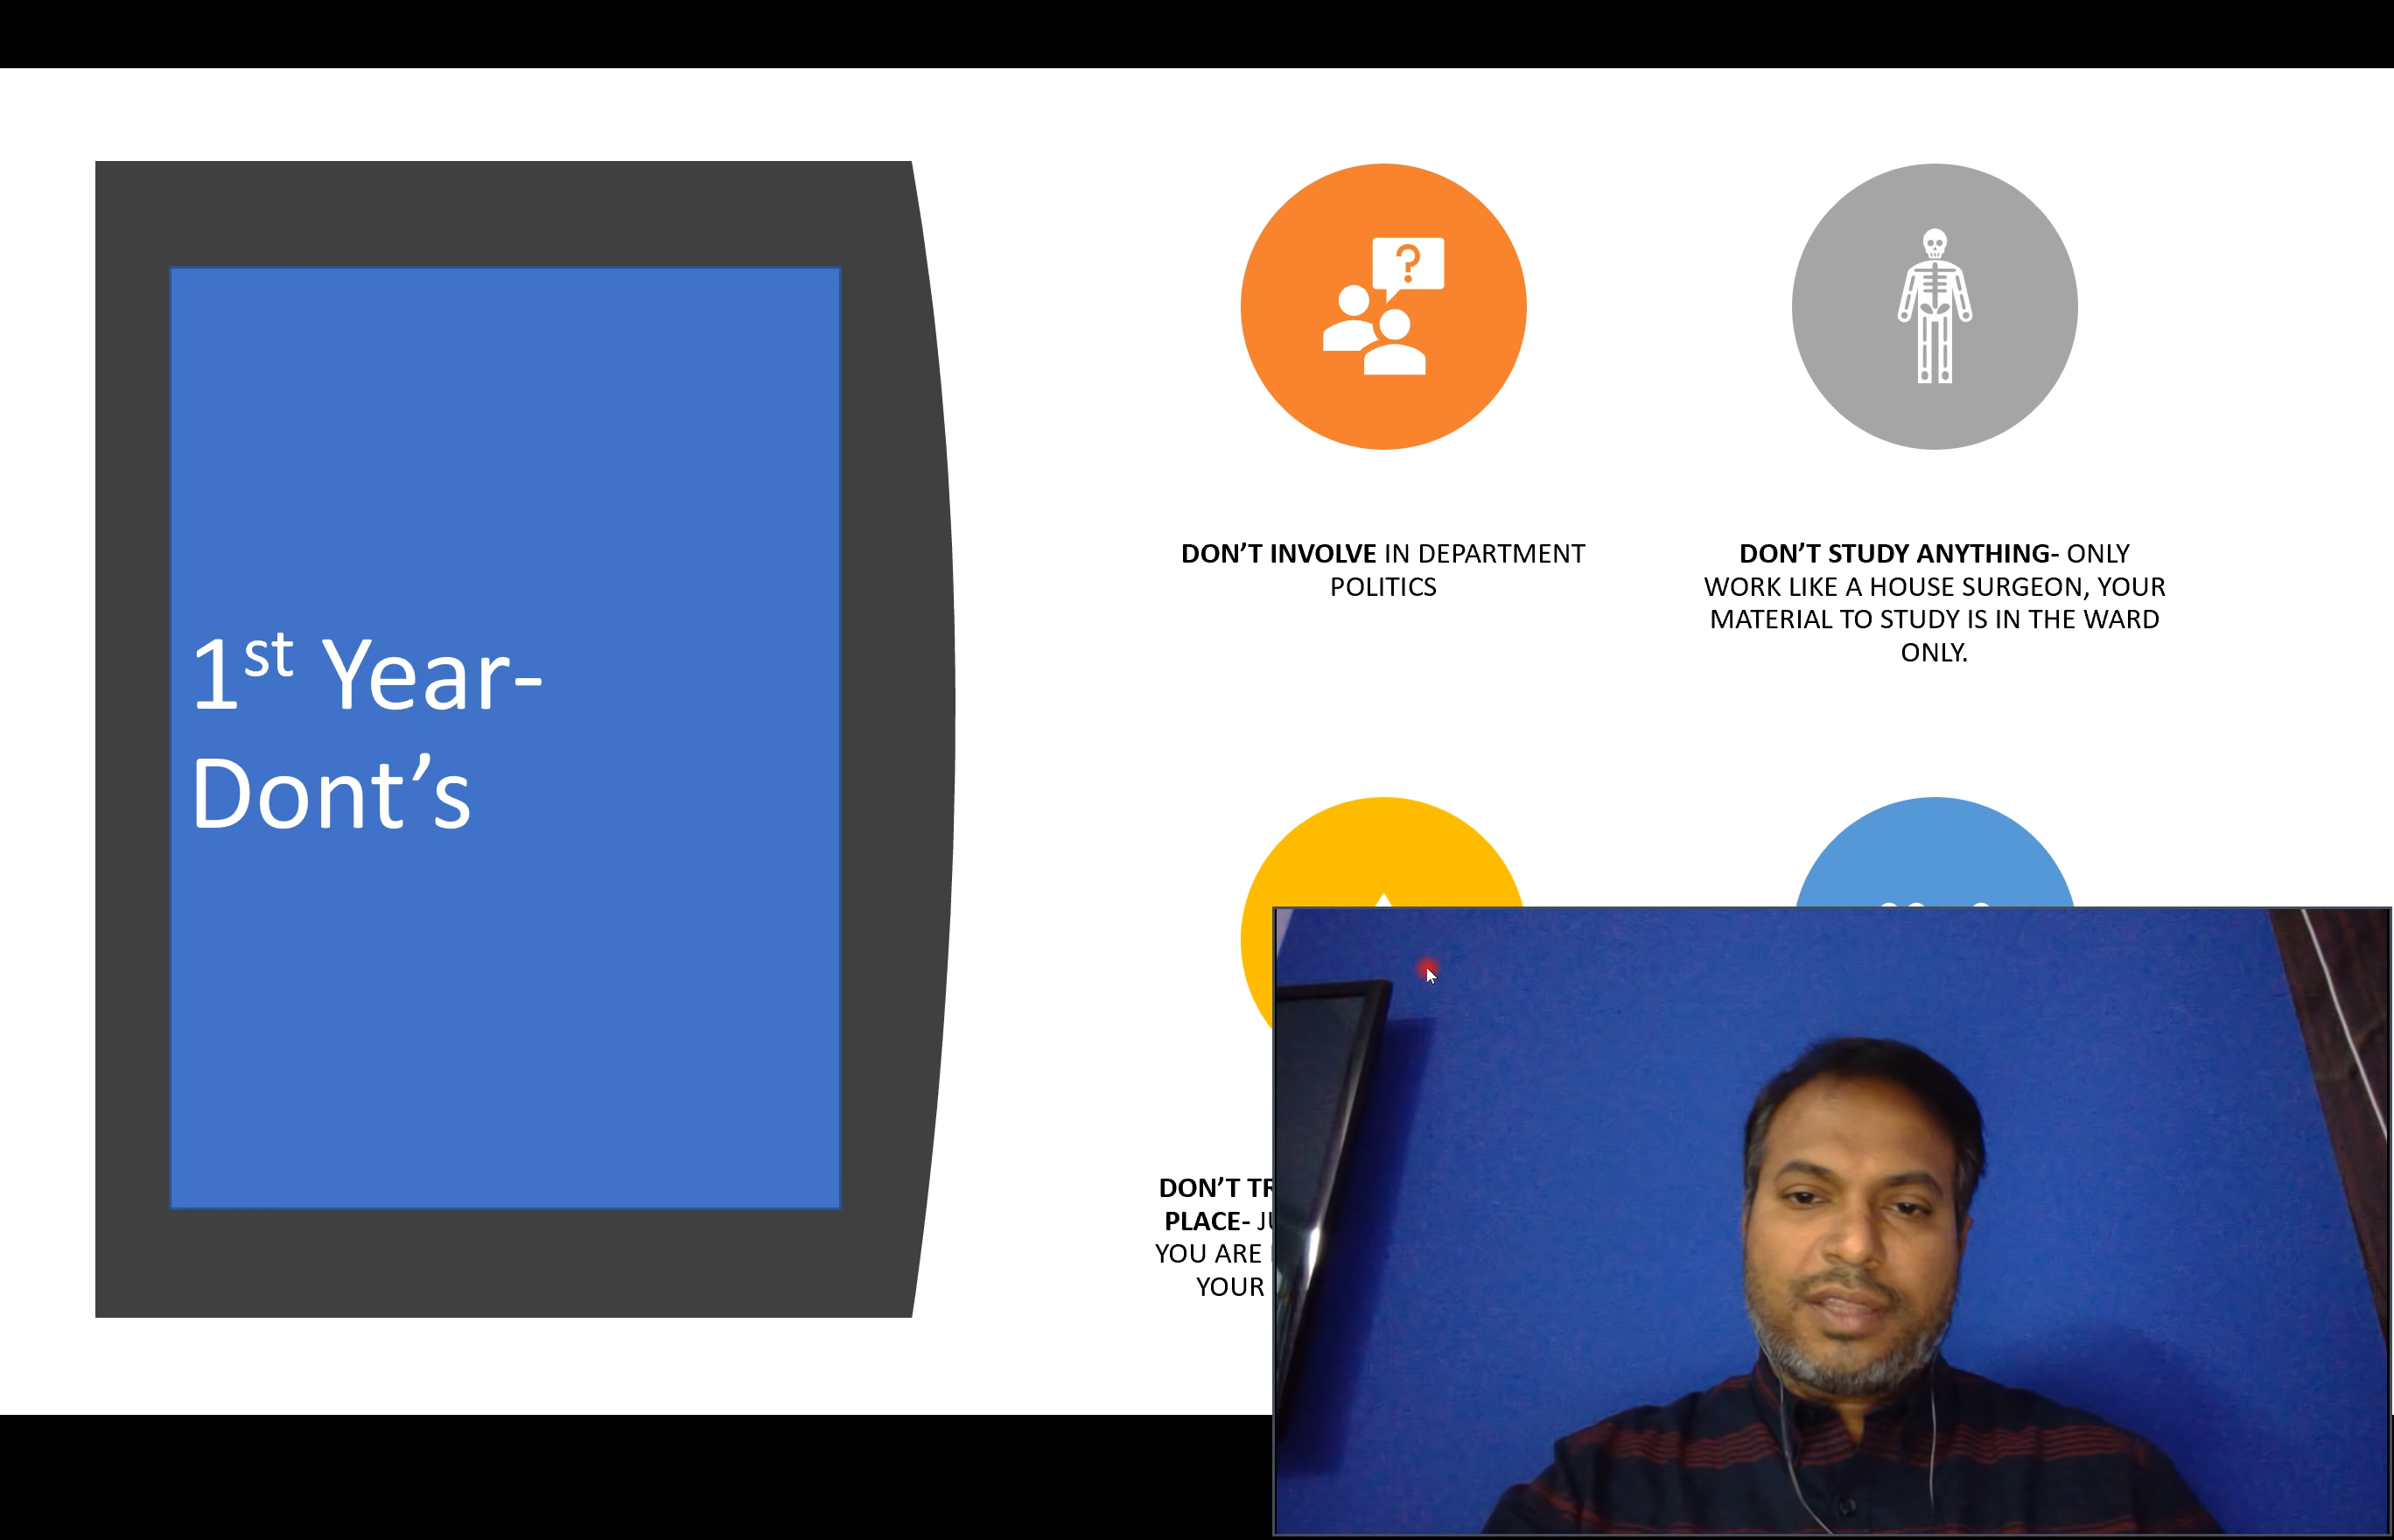 1st Year-
Dont’s
?
DON’T INVOLVE IN DEPARTMENT
POLITICS
DON’T STUDY ANYTHING- ONLY
WORK LIKE A HOUSE SURGEON, YOUR
MATERIAL TO STUDY IS IN THE WARD
ONLY.
DON’T
PLACE-
YOU ARE
YOUR